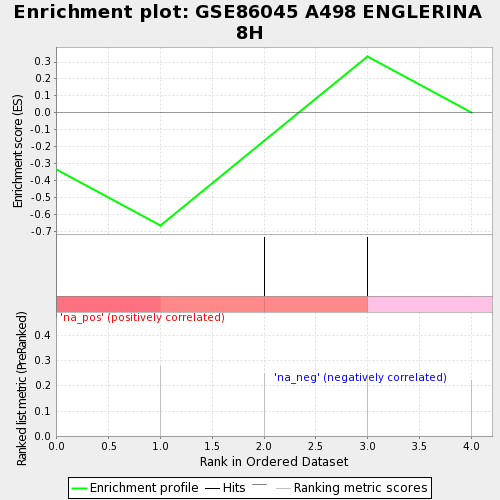 Enrichment plot: GSE86045 A498 ENGLERINA
8H
Enrichment score (ES)
0.3
0.2
0.1
0.0
-0.1
-0.2
-0.3
-0.4
-0.5
-0.6
-0.7
'na_pos' (positively correlated)
'na_neg' (negatively correlated)
Ranked list metric (PreRanked)
0.4
0.3
0.2
0.1
0.0
0.0 0.5 1.0 1.5 2.0 2.5 3.0 3.5 4.0
Rank in Ordered Dataset
Enrichment profile Hits Ranking metric scores